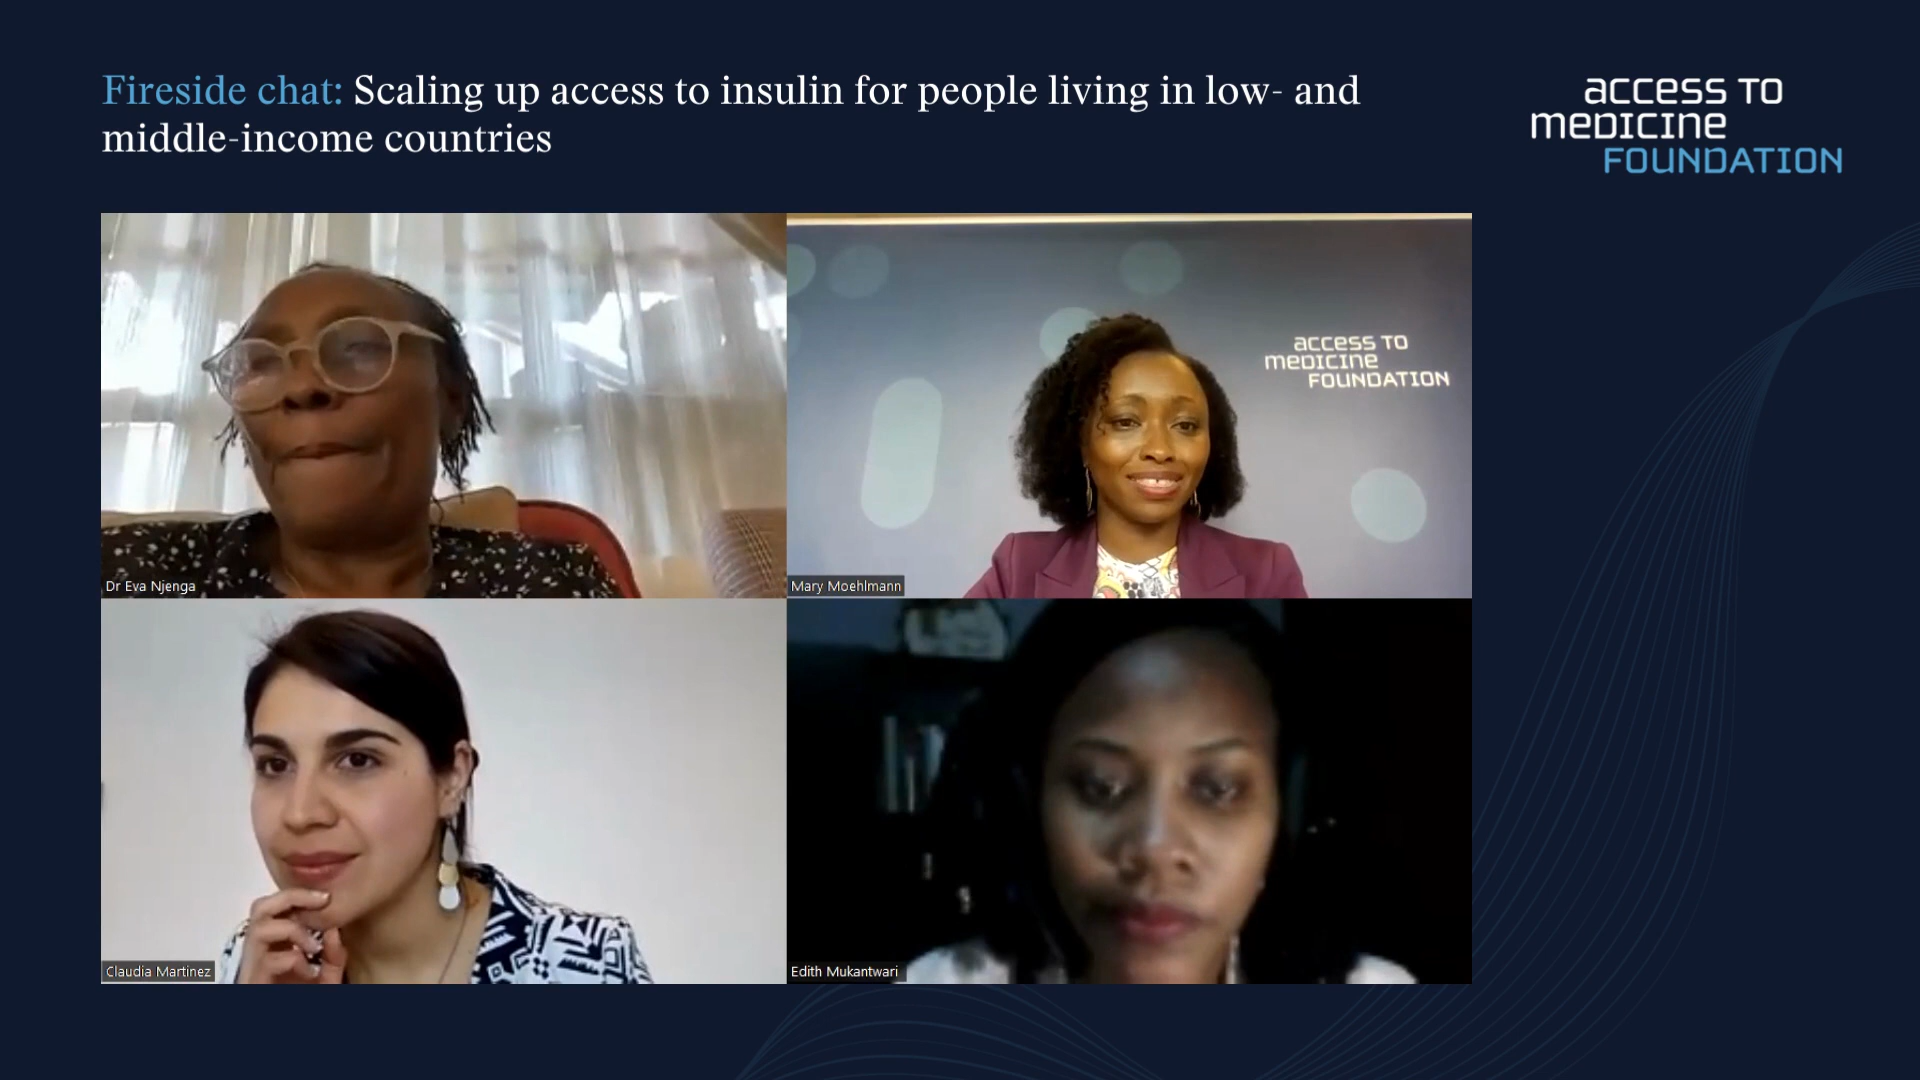 Fireside chat: Scaling up access to insulin for people living in low- and
middle-income countries
access to
medicine
FOUNDATION
access to
medicine
FOUNDATION
Dr Eva Njenga
Mary Moehlmann
Claudia Martinez
Edith Mukantwari